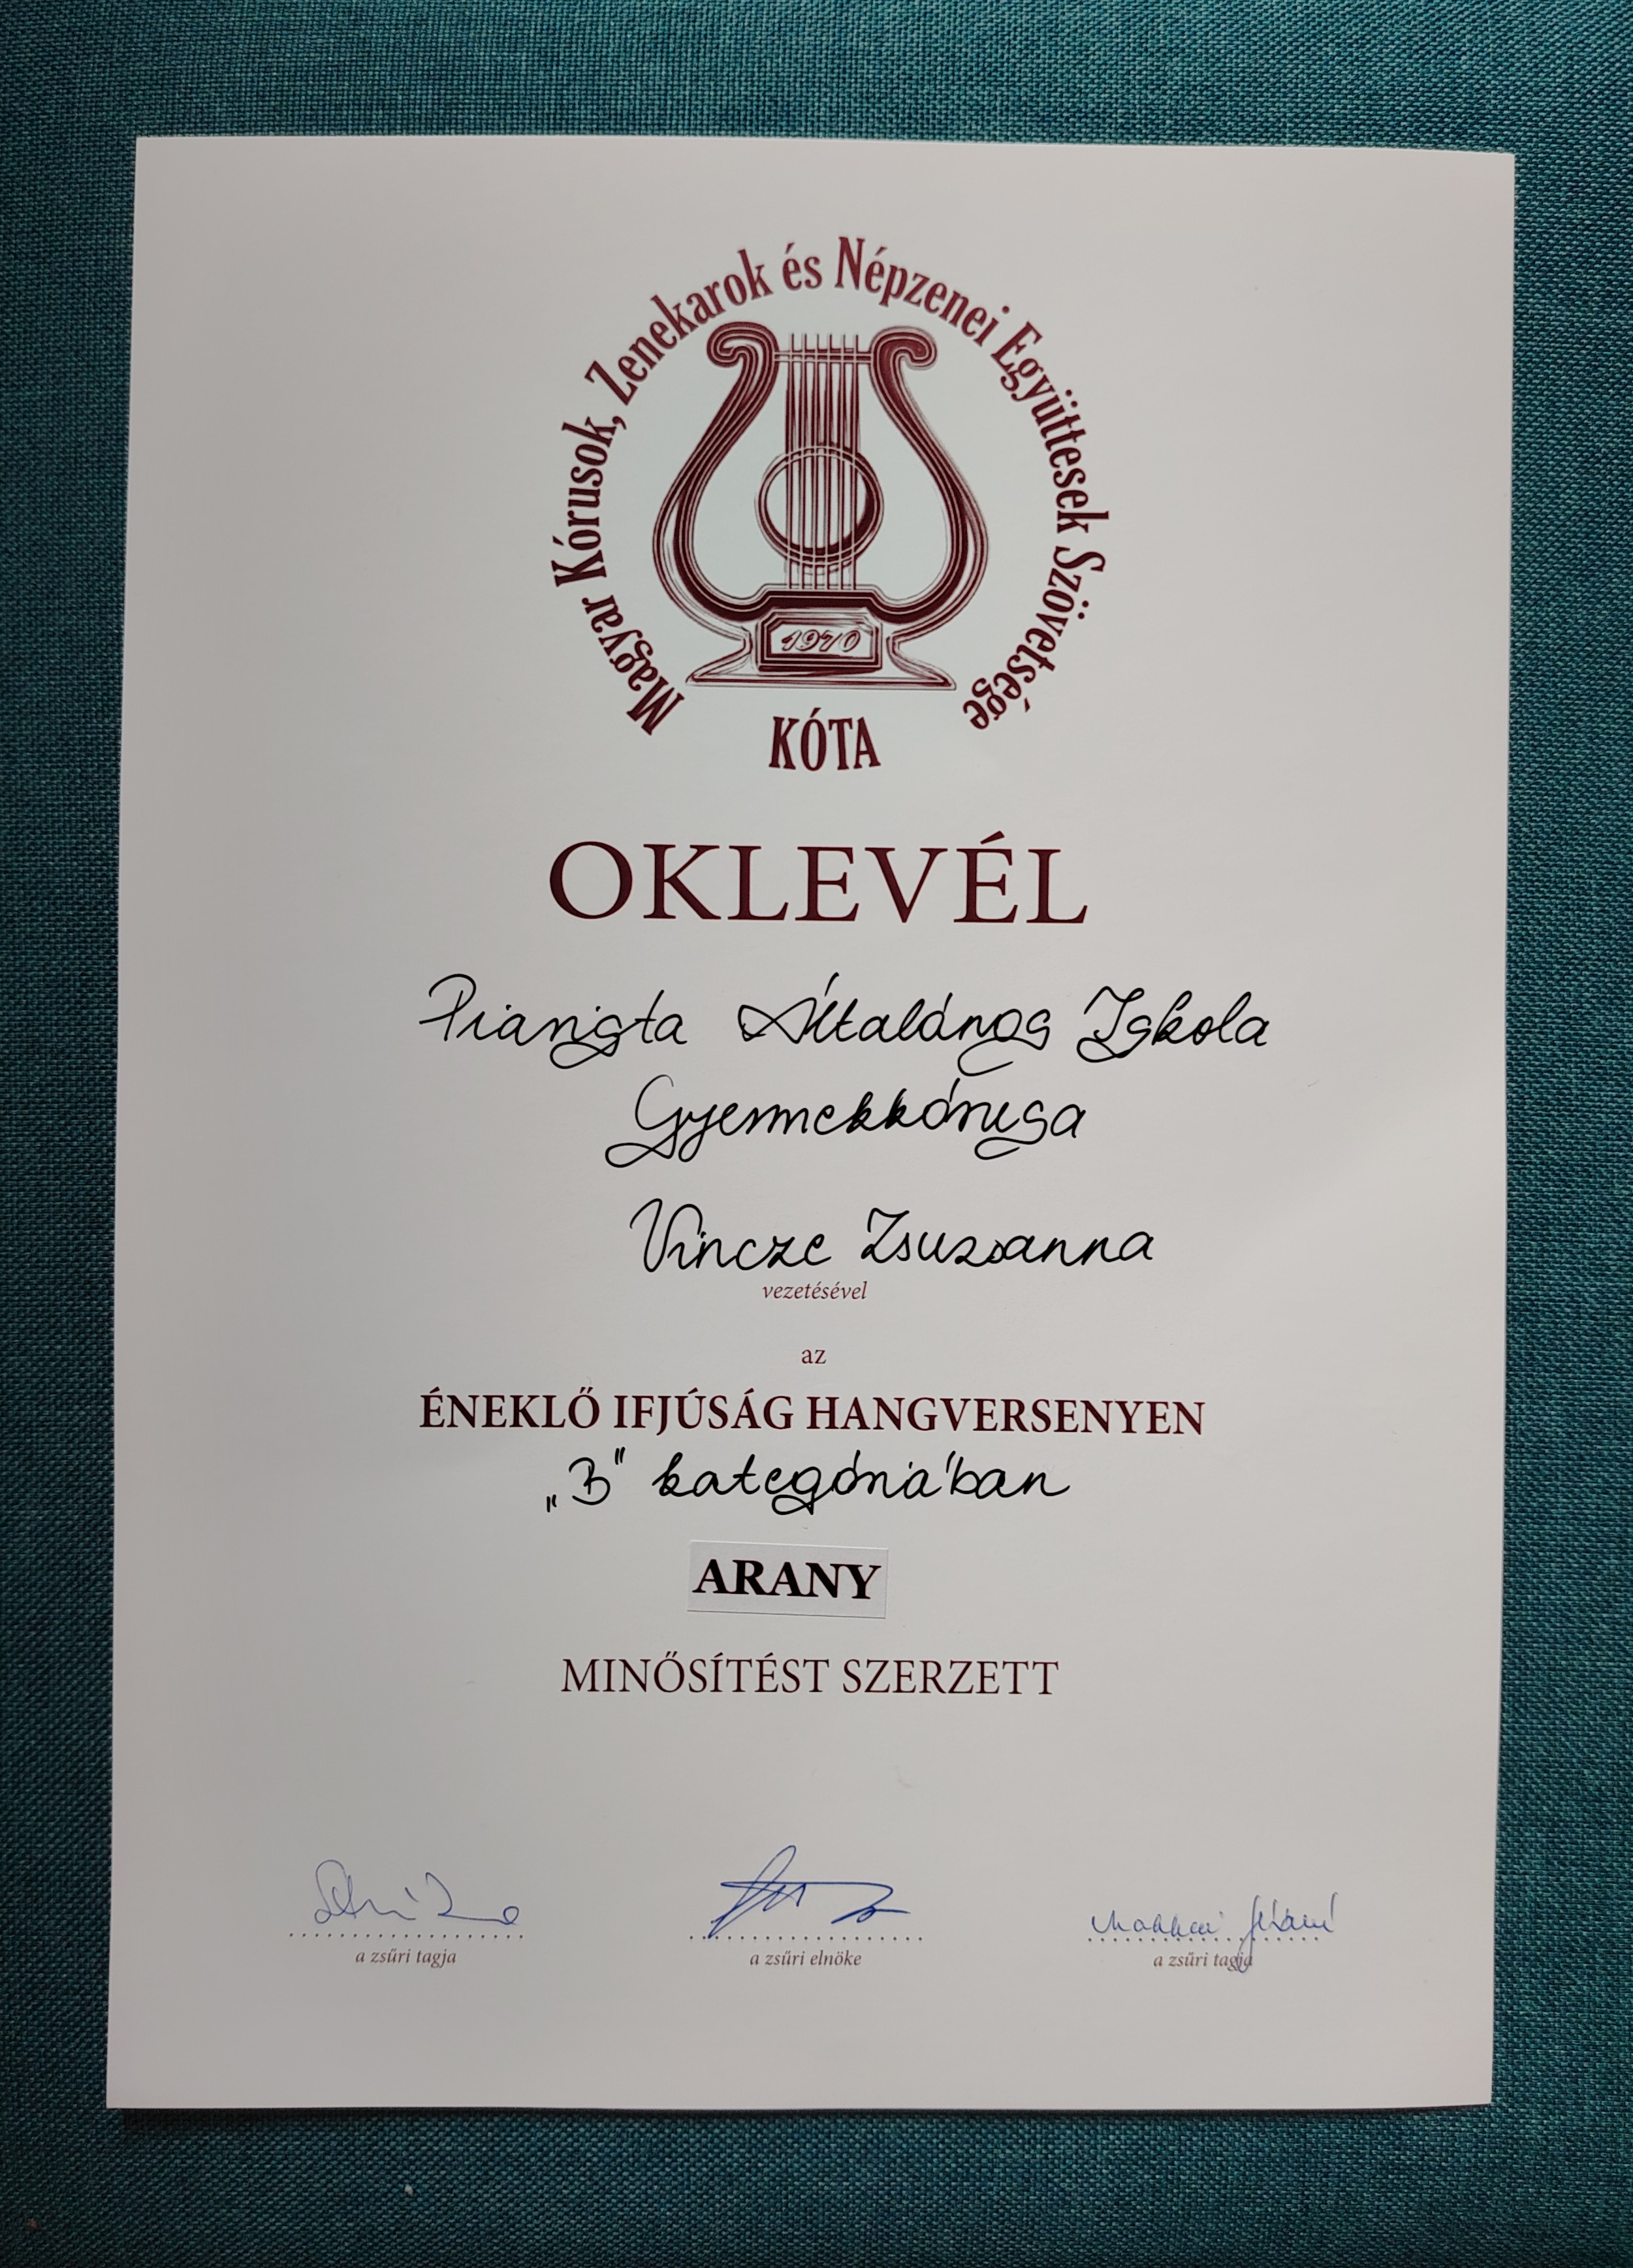 Magyar Kórusok, Zenekarok és Népzenei Együttesek Szövetsége
1970
KÓTA
OKLEVÉL
Piarista Általános Iskola
Gyermekkórusa
Vincze Zsuzsanna
vezetésével
az
ÉNEKLŐ IFJÚSÁG HANGVERSENYEN
„B" kategóriában
ARANY
MINŐSÍTÉST SZERZETT
a zsűri tagja
a zsűri elnöke
a zsűri tagja